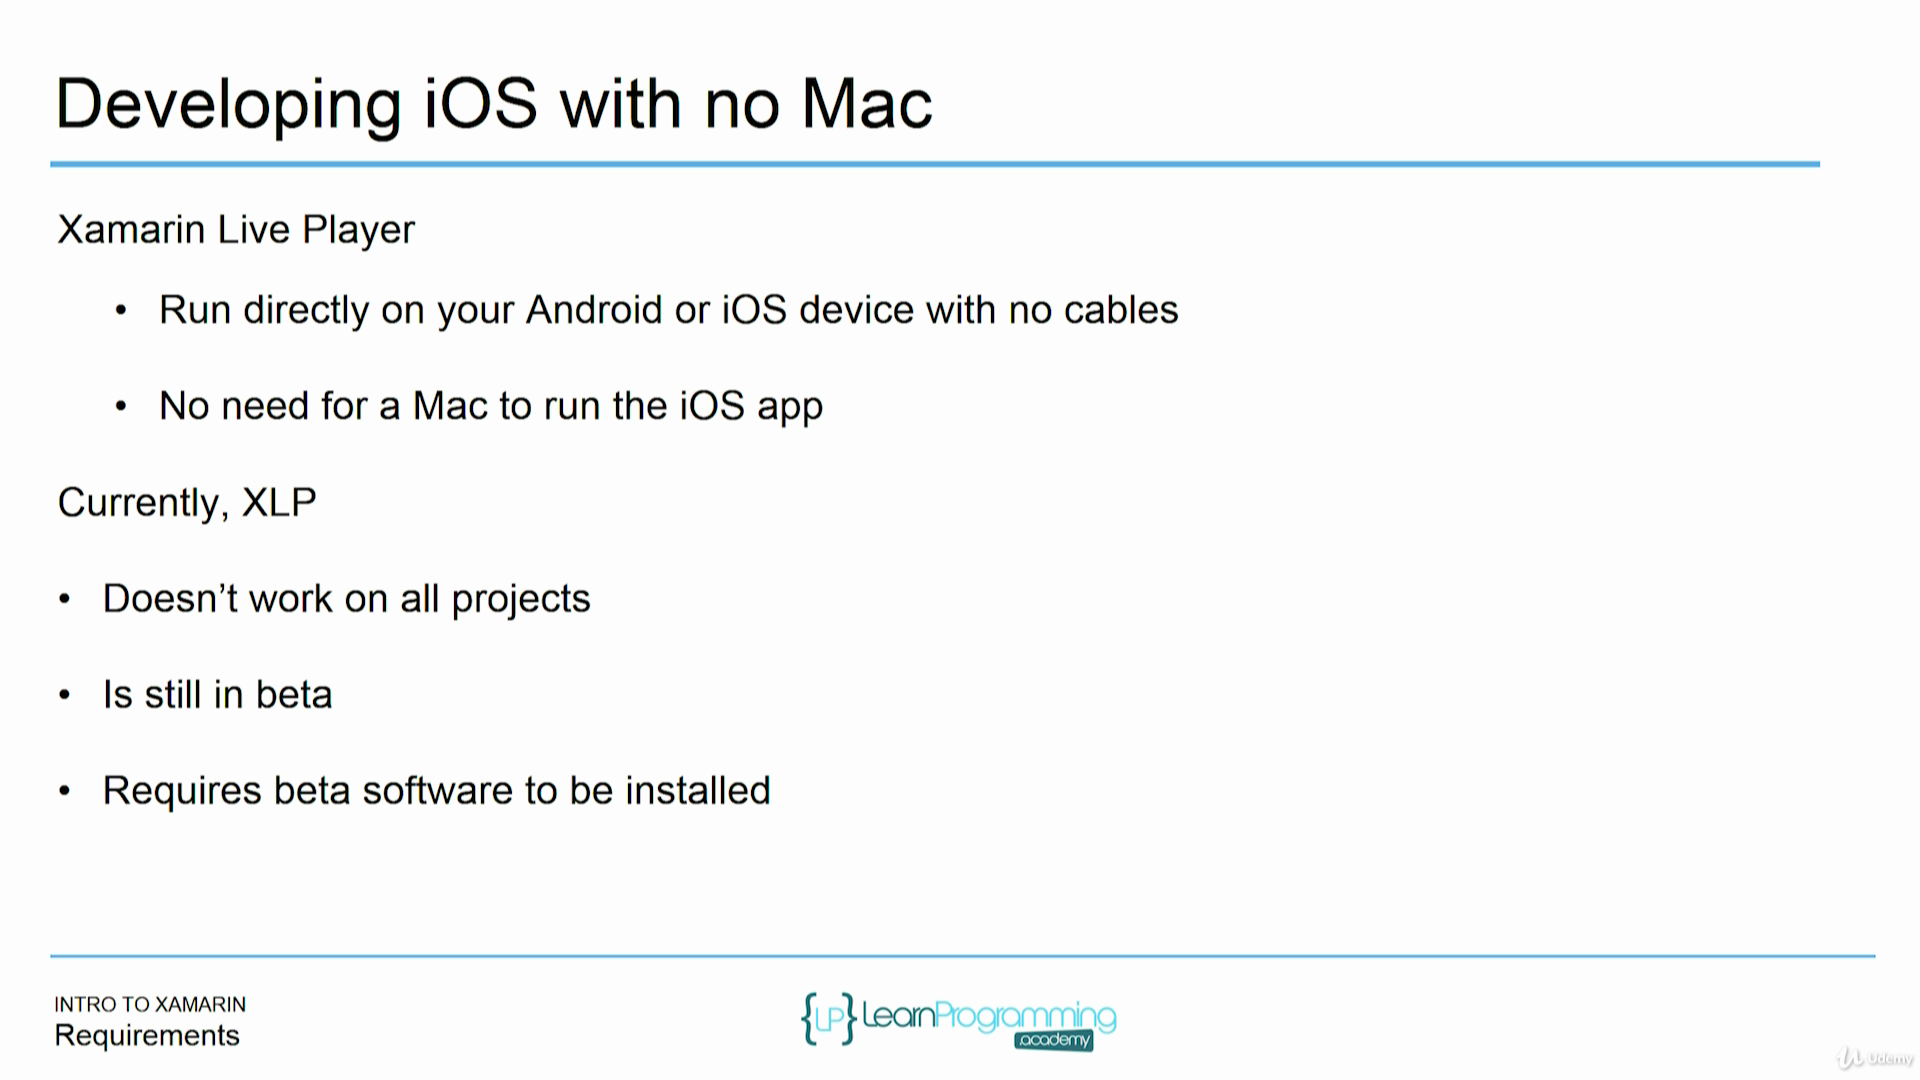 Developing iOS with no Mac
Xamarin Live Player
• Run directly on your Android or iOS device with no cables
• No need for a Mac to run the iOS app
Currently, XLP
• Doesn’t work on all projects
• Is still in beta
• Requires beta software to be installed
INTRO TO XAMARIN
Requirements
{LP} LearnProgramming
academy
Udemy